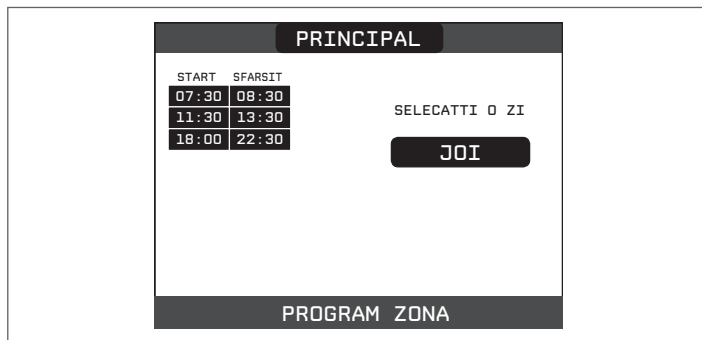 PRINCIPAL
START SFARSIT
07:30 08:30
11:30 13:30
18:00 22:30
SELECATTI O ZI
JOI
PROGRAM ZONA